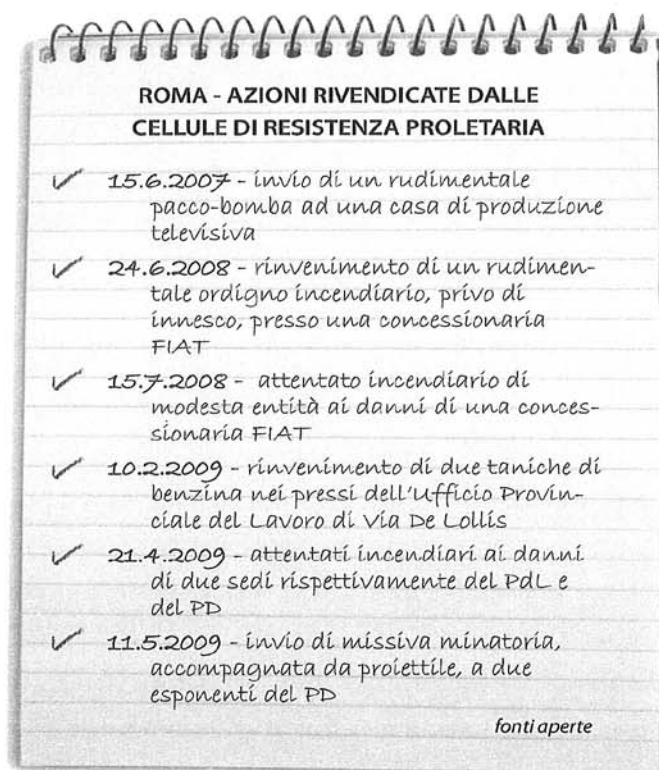 ROMA - AZIONI RIVENDICATE DALLE
CELLULE DI RESISTENZA PROLETARIA
15.6.2007 - invio di un rudimentale
pacco-bomba ad una casa di produzione
televisiva
24.6.2008 - rinvenimento di un rudimen-
tale ordigno incendiario, privo di
innesco, presso una concessionaria
FIAT
15.7.2008 - attentato incendiario di
modesta entità ai danni di una conces-
sionaria FIAT
10.2.2009 - rinvenimento di due taniche di
benzina nei pressi dell'Ufficio Provin-
ciale del Lavoro di Via De Lollis
21.4.2009 - attentati incendiari ai danni
di due sedi rispettivamente del PdL e
del PD
11.5.2009 - invio di missiva minatoria,
accompagnata da proiettile, a due
esponenti del PD
fonti aperte